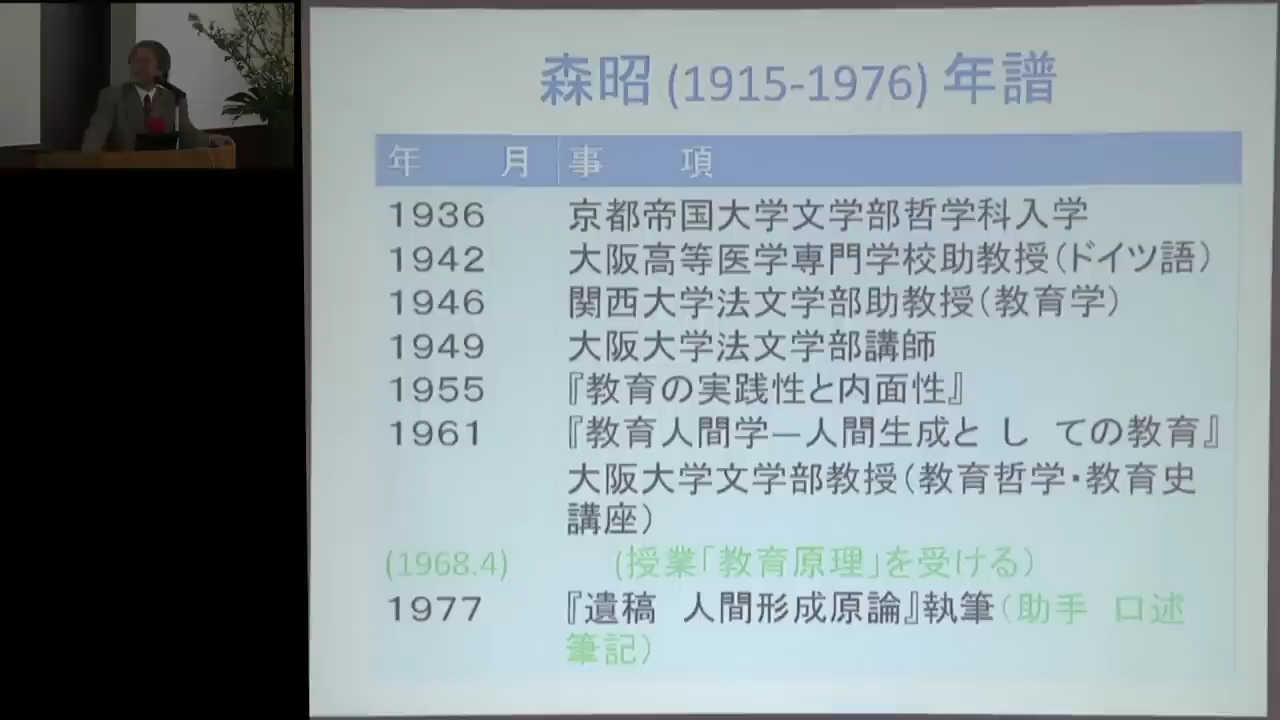 森昭 (1915-1976) 年譜
年 月 事 項
1936 京都帝国大学文学部哲学科入学
1942 大阪高等医学専門学校助教授(ドイツ語)
1946 関西大学法文学部助教授(教育学)
1949 大阪大学法文学部講師
1955 『教育の実践性と内面性』
1961 『教育人間学―人間生成と し ての教育』
大阪大学文学部教授(教育哲学・教育史
講座)
(1968.4) (授業「教育原理」を受ける)
1977 『遺稿 人間形成原論』執筆(助手 口述
筆記)